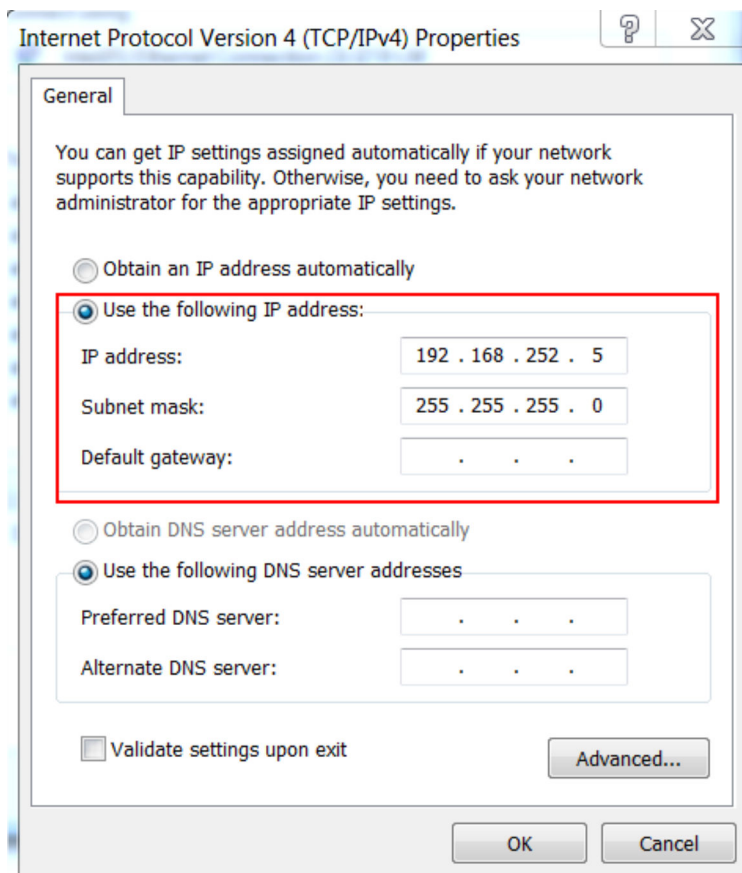 Internet Protocol Version 4 (TCP/IPv4) Properties
General
You can get IP settings assigned automatically if your network
supports this capability. Otherwise, you need to ask your network
administrator for the appropriate IP settings.
Obtain an IP address automatically
Use the following IP address:
IP address: 192 . 168 . 252 . 5
Subnet mask: 255 . 255 . 255 . 0
Default gateway: . . .
Obtain DNS server address automatically
Use the following DNS server addresses
Preferred DNS server: . . .
Alternate DNS server: . . .
Validate settings upon exit
Advanced...
OK Cancel